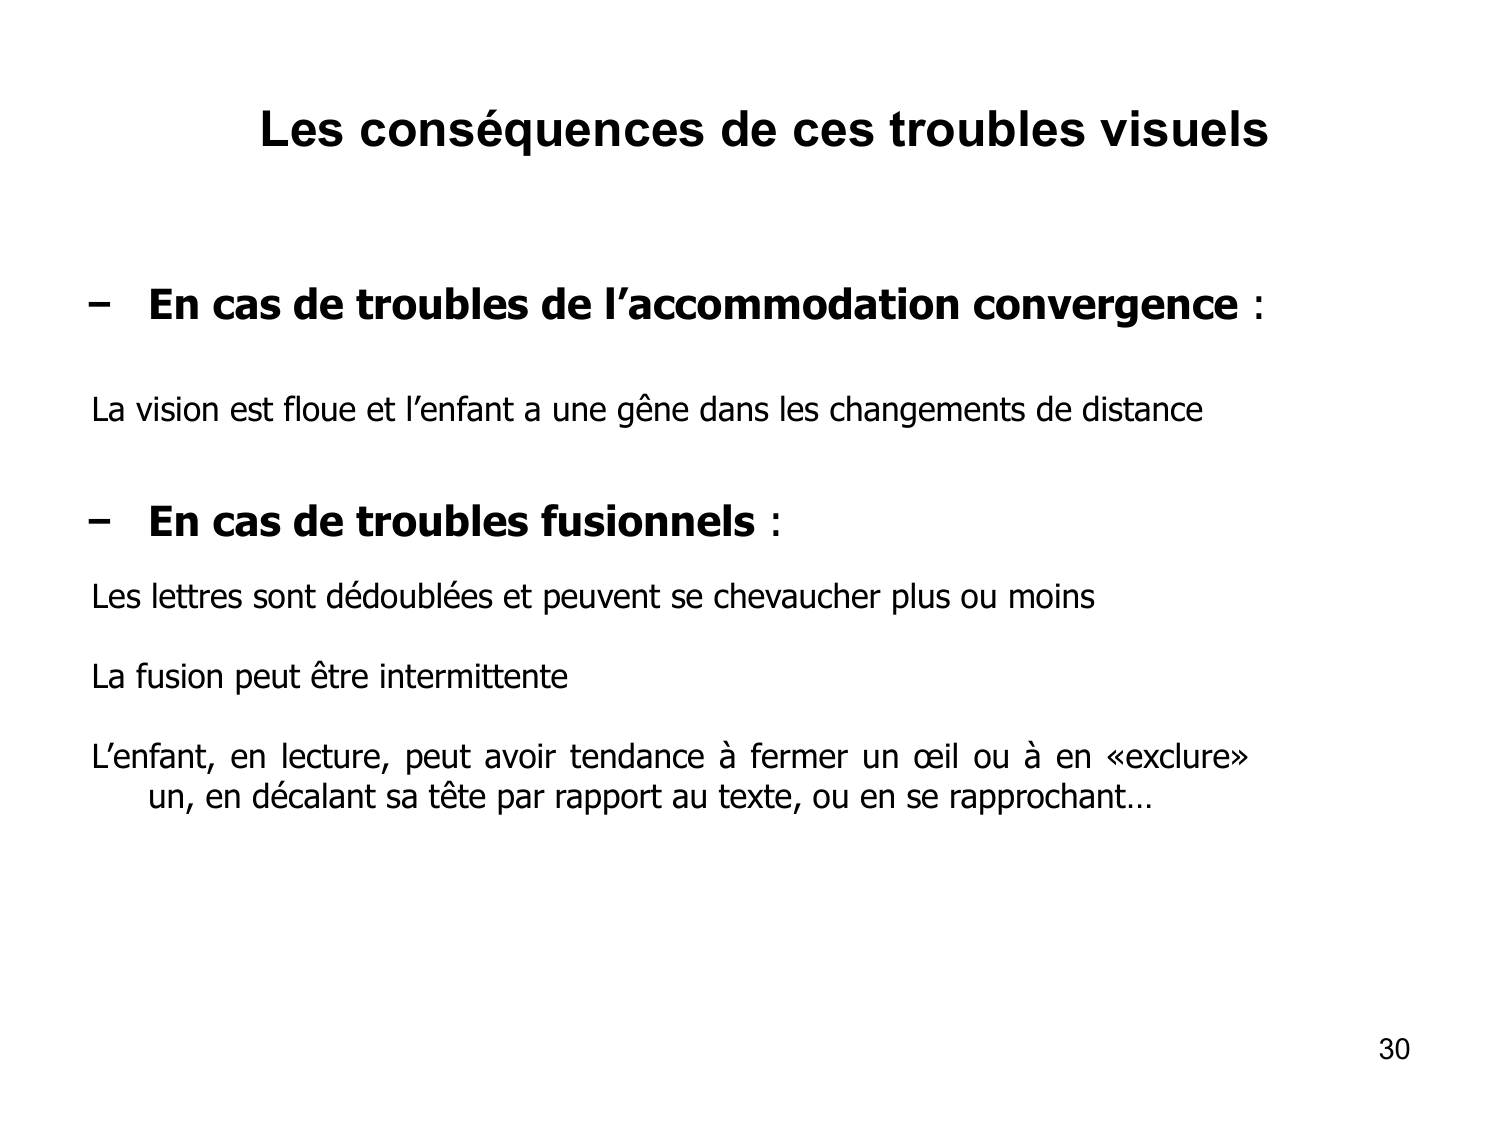 Les conséquences de ces troubles visuels
– En cas de troubles de l’accommodation convergence :
La vision est floue et l’enfant a une gêne dans les changements de distance
– En cas de troubles fusionnels :
Les lettres sont dédoublées et peuvent se chevaucher plus ou moins
La fusion peut être intermittente
L’enfant, en lecture, peut avoir tendance à fermer un œil ou à en «exclure»
un, en décalant sa tête par rapport au texte, ou en se rapprochant…
30